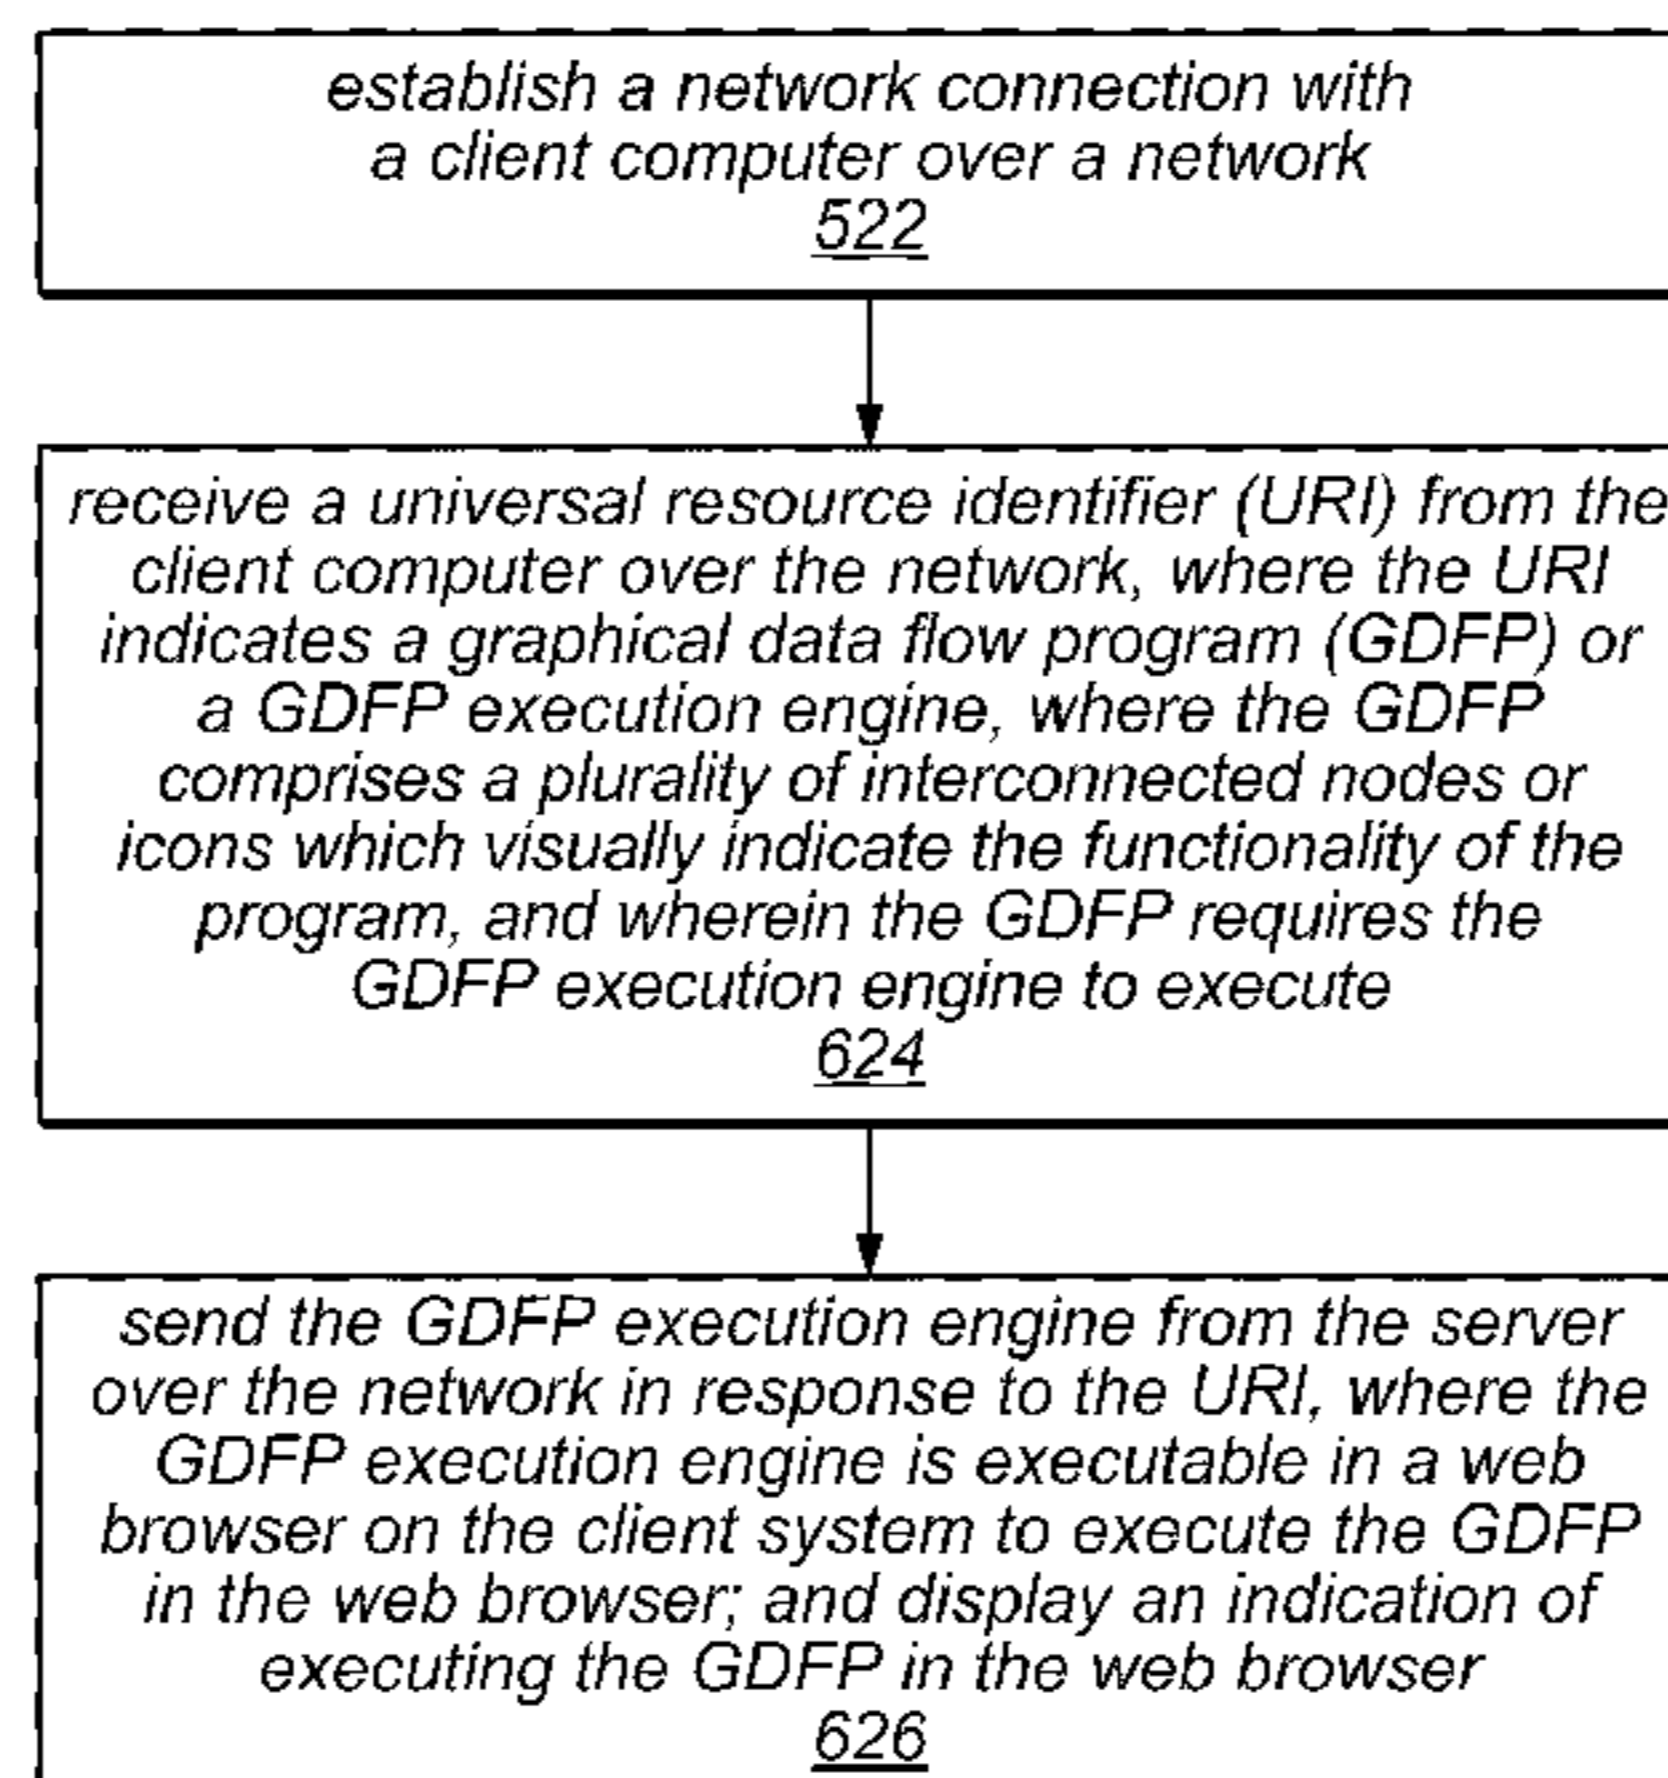 establish a network connection with
a client computer over a network
522
receive a universal resource identifier (URI) from the
client computer over the network, where the URI
indicates a graphical data flow program (GDFP) or
a GDFP execution engine, where the GDFP
comprises a plurality of interconnected nodes or
icons which visually indicate the functionality of the
program, and wherein the GDFP requires the
GDFP execution engine to execute
624
send the GDFP execution engine from the server
over the network in response to the URI, where the
GDFP execution engine is executable in a web
browser on the client system to execute the GDFP
in the web browser; and display an indication of
executing the GDFP in the web browser
626